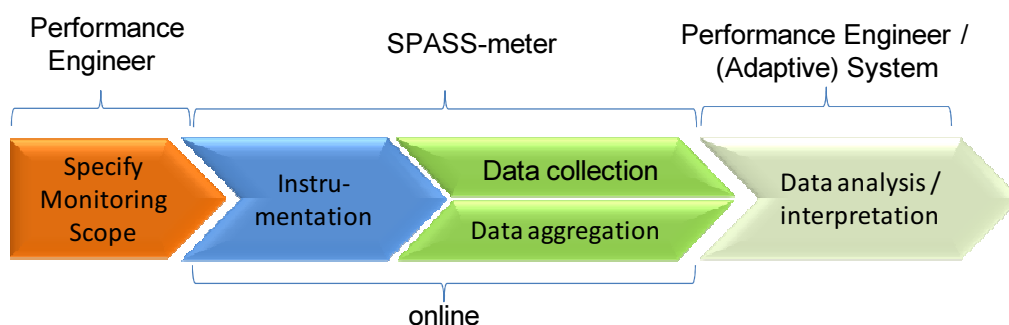 Performance
Engineer
SPASS-meter
Performance Engineer /
(Adaptive) System
Specify
Monitoring
Scope
Instru-
mentation
Data collection
Data aggregation
Data analysis /
interpretation
online